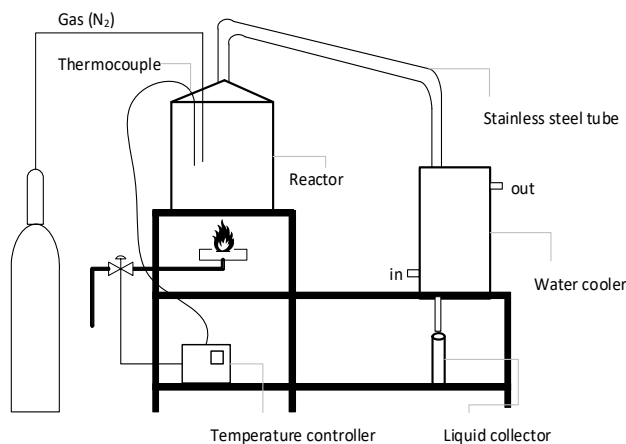 Gas (N₂)
Thermocouple
Stainless steel tube
Reactor
out
in
Water cooler
Temperature controller
Liquid collector